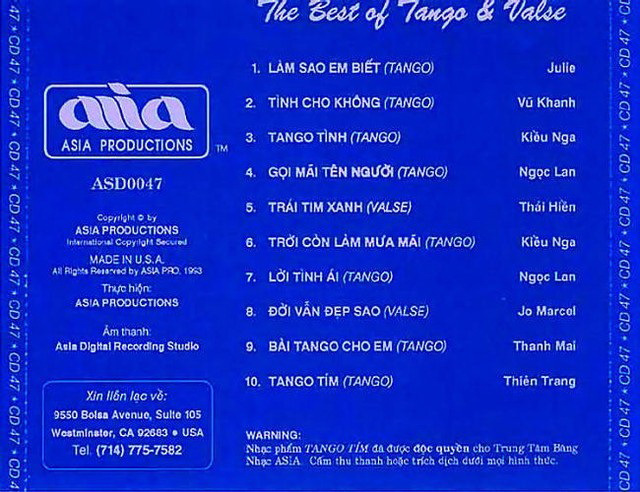 The Best of Tango & Valse
asia
ASIA PRODUCTIONS
TM
ASD0047
Copyright © by
ASIA PRODUCTIONS
International Copyright Secured
MADE IN U.S.A.
All Rights Reserved by ASIA PRO, 1993
Thực hiện:
ASIA PRODUCTIONS
Âm thanh:
Asia Digital Recording Studio
Xin liên lạc về:
9550 Bolsa Avenue, Suite 105
Westminster, CA 92683 • USA
Tel. (714) 775-7582
1. LÀM SAO EM BIẾT (TANGO) Julie
2. TÌNH CHO KHÔNG (TANGO) Vũ Khanh
3. TANGO TÌNH (TANGO) Kiều Nga
4. GỌI MÃI TÊN NGƯỜI (TANGO) Ngọc Lan
5. TRÁI TIM XANH (VALSE) Thái Hiền
6. TRỜI CÒN LÀM MƯA MÃI (TANGO) Kiều Nga
7. LỜI TÌNH ÁI (TANGO) Ngọc Lan
8. ĐỜI VẪN ĐẸP SAO (VALSE) Jo Marcel
9. BÀI TANGO CHO EM (TANGO) Thanh Mai
10. TANGO TÍM (TANGO) Thiên Trang
WARNING:
Nhạc phẩm TANGO TÍM đã được độc quyền cho Trung Tâm Băng
Nhạc ASIA. Cấm thu thanh hoặc trích dịch dưới mọi hình thức.
47 * CD 47 * CD 47 * CD 47 * CD 47 * CD 47 * CD 47 * CD 47 * CD 4
CD 47 * CD 47 * CD 47 * CD 47 * CD 47 * CD 47 * CD 47 * CD 47